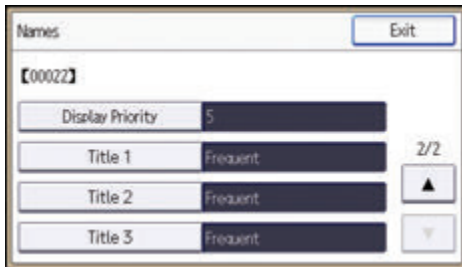 Names Exit
【00022】
Display Priority 5
2/2
Title 1 Frequent
Title 2 Frequent
Title 3 Frequent